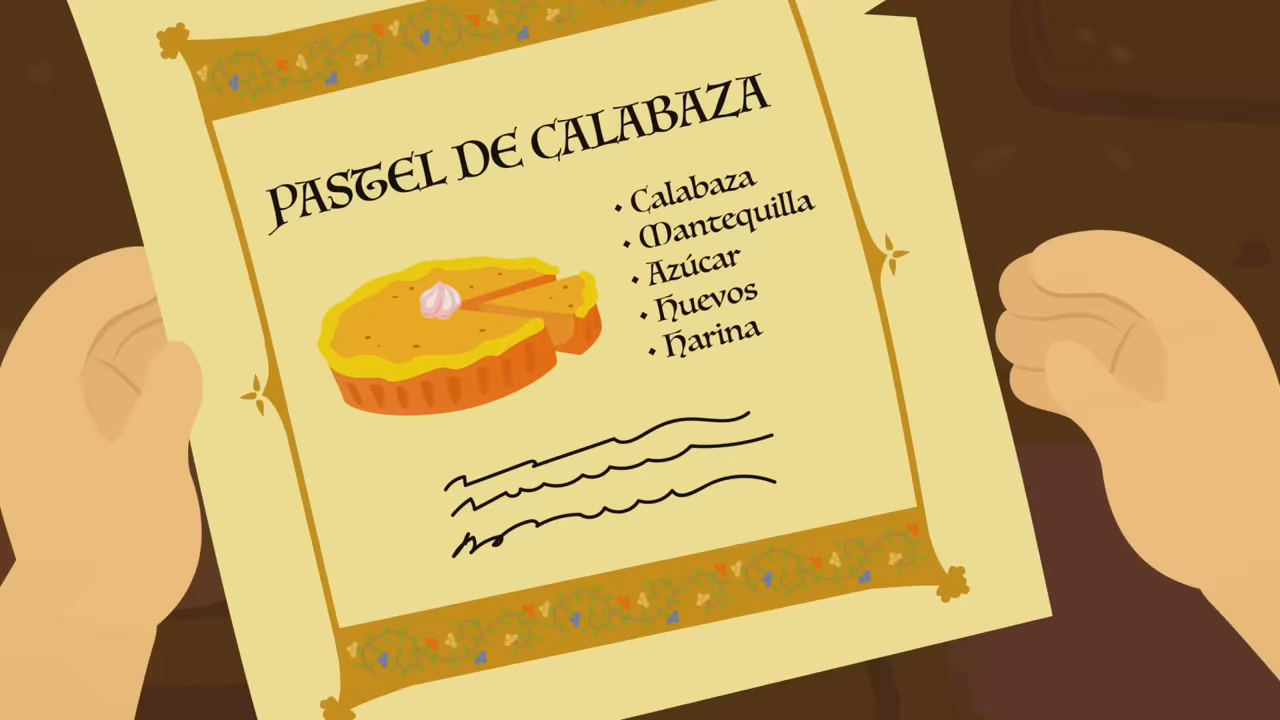 PASTEL DE CALABAZA
• Calabaza
• Mantequilla
• Azúcar
• Huevos
• Harina